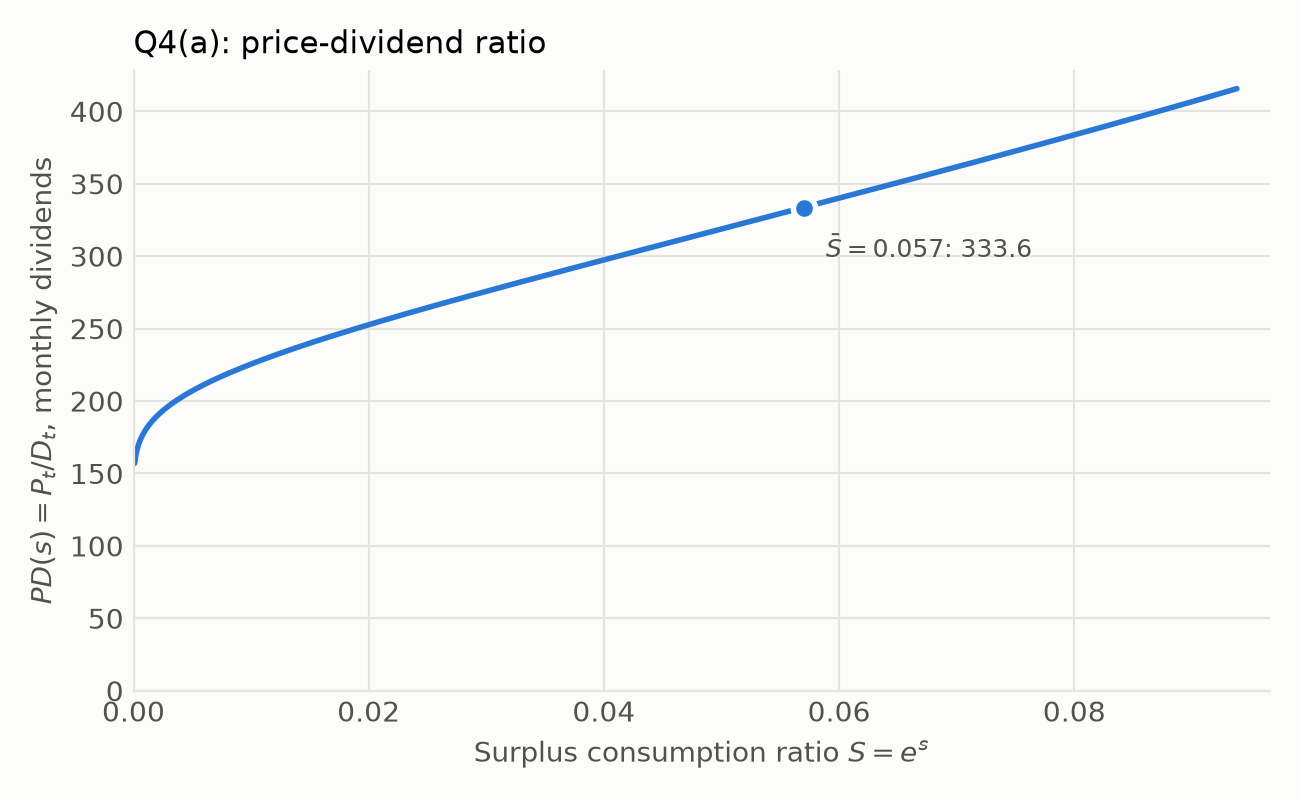 Q4(a): price-dividend ratio
PD(s) = P_t/D_t, monthly dividends
400
350
300
250
200
150
100
50
0
S̄ = 0.057: 333.6
0.00 0.02 0.04 0.06 0.08
Surplus consumption ratio S = e^s